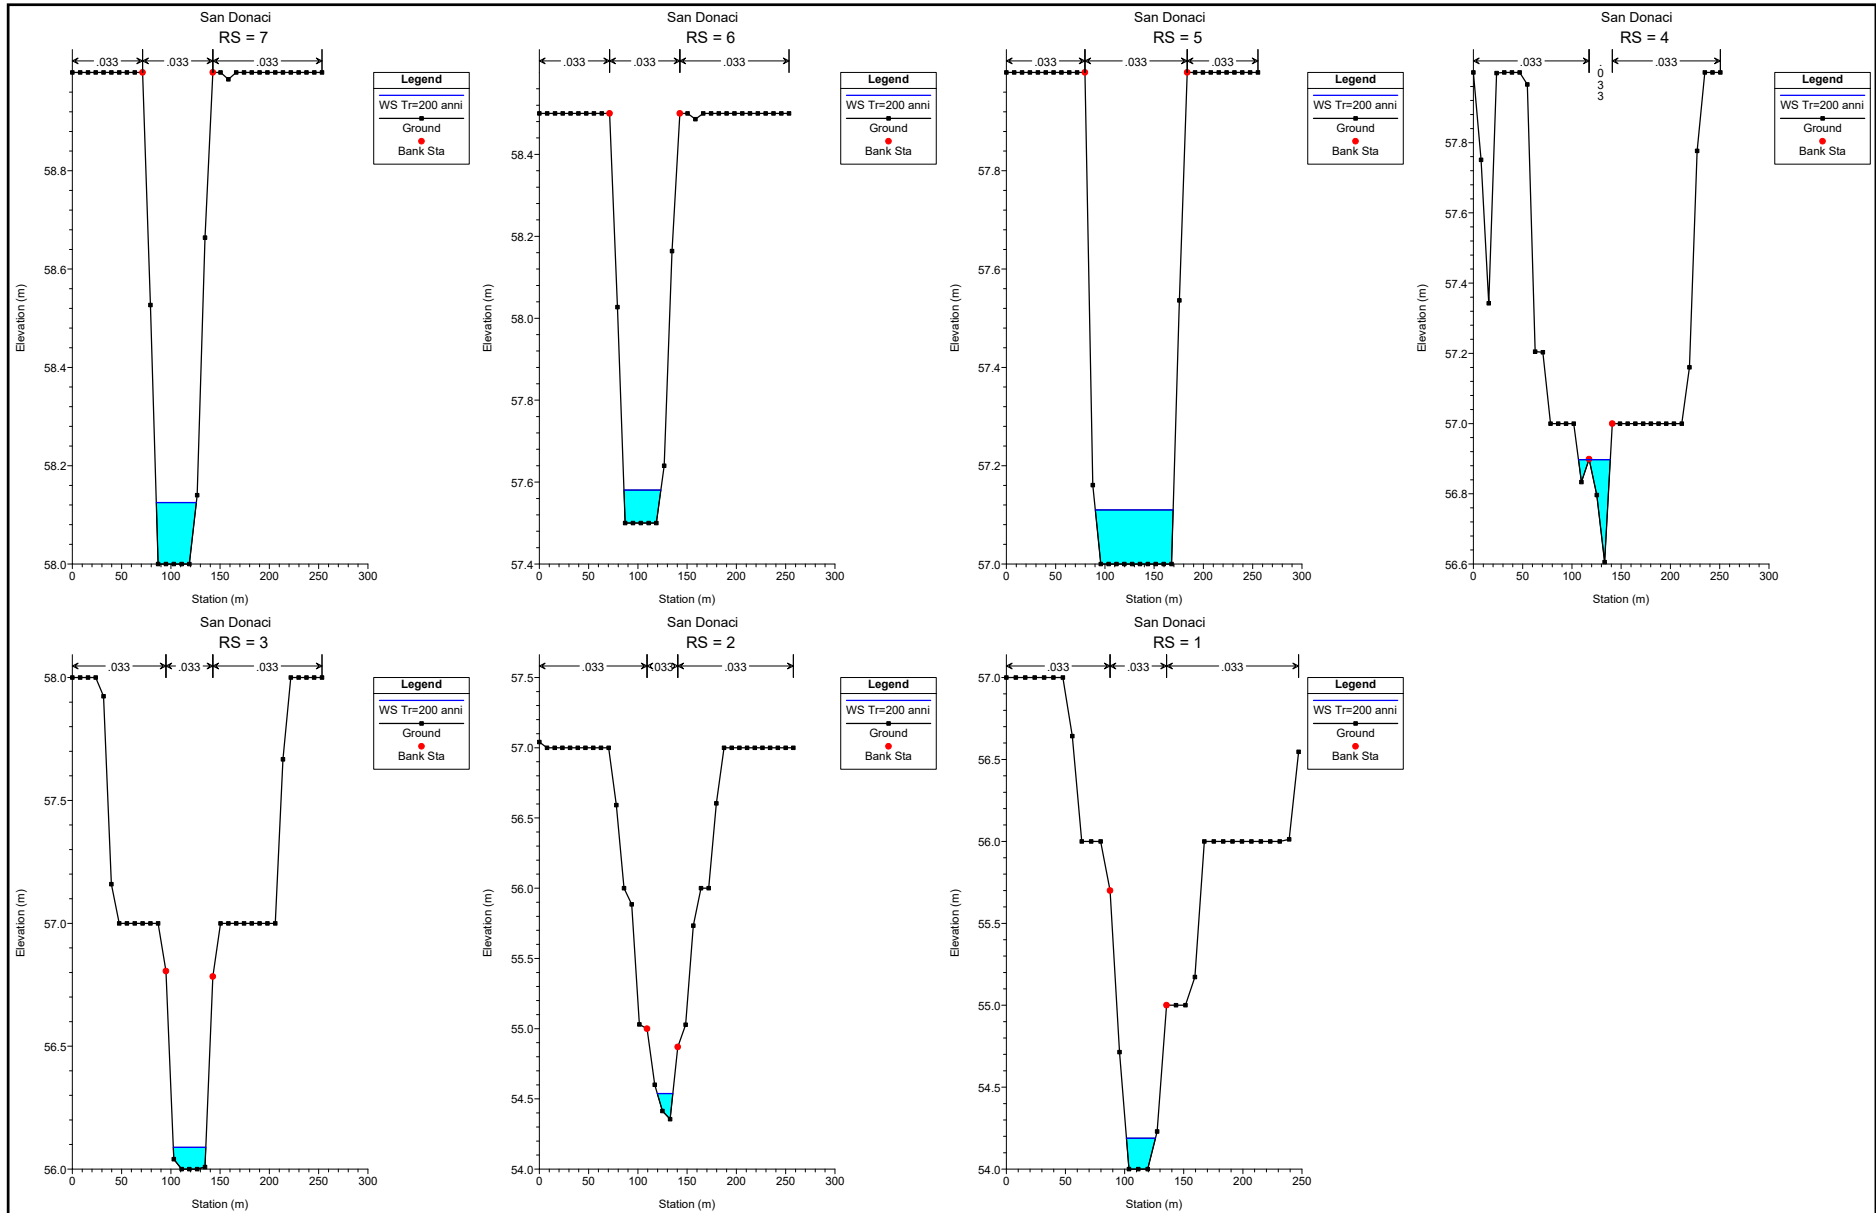 San Donaci
RS = 7
.033
.033
.033
Legend
WS Tr=200 anni
Ground
Bank Sta
58.8
58.6
58.4
58.2
58.0
Elevation (m)
0
50
100
150
200
250
300
Station (m)
San Donaci
RS = 6
.033
.033
.033
Legend
WS Tr=200 anni
Ground
Bank Sta
58.4
58.2
58.0
57.8
57.6
57.4
Elevation (m)
0
50
100
150
200
250
300
Station (m)
San Donaci
RS = 5
.033
.033
.033
Legend
WS Tr=200 anni
Ground
Bank Sta
57.8
57.6
57.4
57.2
57.0
Elevation (m)
0
50
100
150
200
250
300
Station (m)
San Donaci
RS = 4
.033
.033
.033
Legend
WS Tr=200 anni
Ground
Bank Sta
57.8
57.6
57.4
57.2
57.0
56.8
56.6
Elevation (m)
0
50
100
150
200
250
300
Station (m)
San Donaci
RS = 3
.033
.033
.033
Legend
WS Tr=200 anni
Ground
Bank Sta
58.0
57.5
57.0
56.5
56.0
Elevation (m)
0
50
100
150
200
250
300
Station (m)
San Donaci
RS = 2
.033
.033
.033
Legend
WS Tr=200 anni
Ground
Bank Sta
57.5
57.0
56.5
56.0
55.5
55.0
54.5
54.0
Elevation (m)
0
50
100
150
200
250
300
Station (m)
San Donaci
RS = 1
.033
.033
.033
Legend
WS Tr=200 anni
Ground
Bank Sta
57.0
56.5
56.0
55.5
55.0
54.5
54.0
Elevation (m)
0
50
100
150
200
250
Station (m)